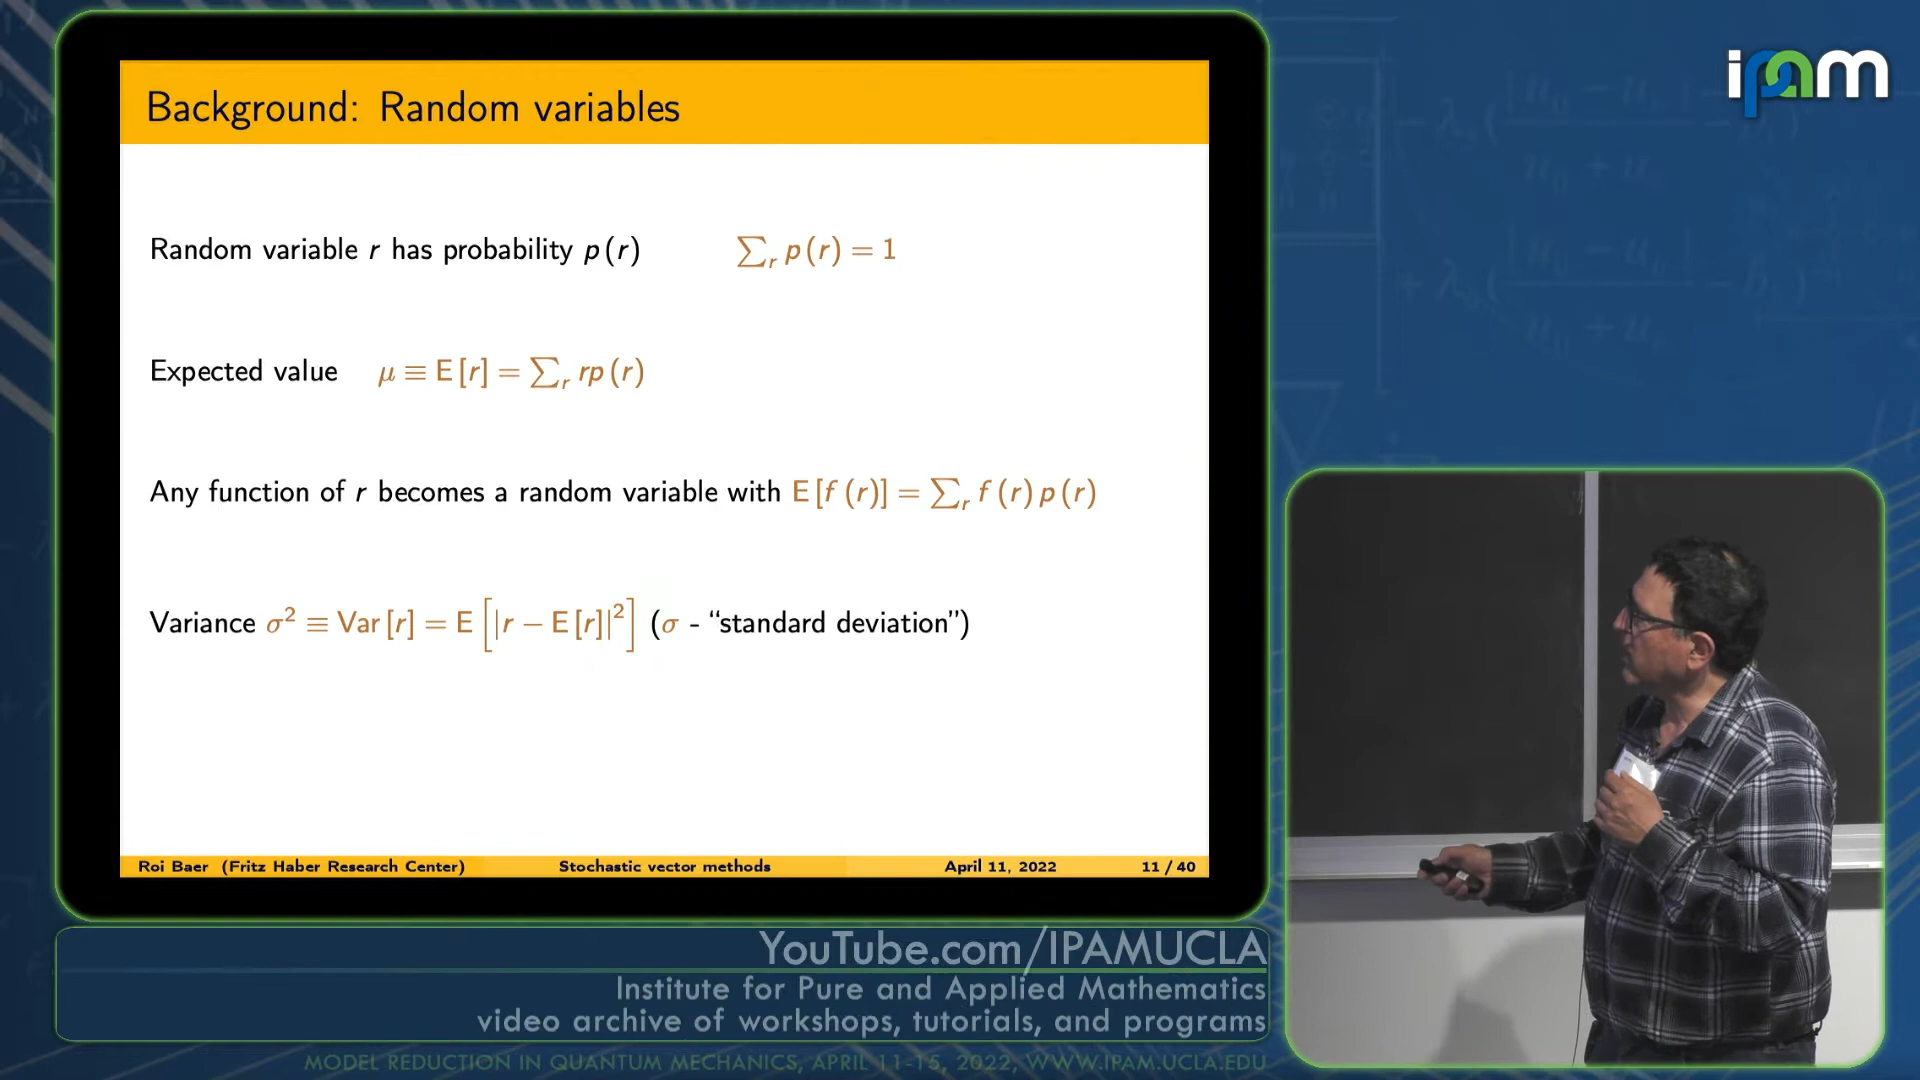 ipam
Background: Random variables
Random variable r has probability p(r) ∑_r p(r) = 1
Expected value μ ≡ E[r] = ∑_r rp(r)
Any function of r becomes a random variable with E[f(r)] = ∑_r f(r)p(r)
Variance σ² ≡ Var[r] = E[|r − E[r]|²] (σ - “standard deviation”)
Roi Baer (Fritz Haber Research Center) Stochastic vector methods April 11, 2022 11 / 40
YouTube.com/IPAMUCLA
Institute for Pure and Applied Mathematics
video archive of workshops, tutorials, and programs
MODEL REDUCTION IN QUANTUM MECHANICS, APRIL 11-15, 2022, WWW.IPAM.UCLA.EDU